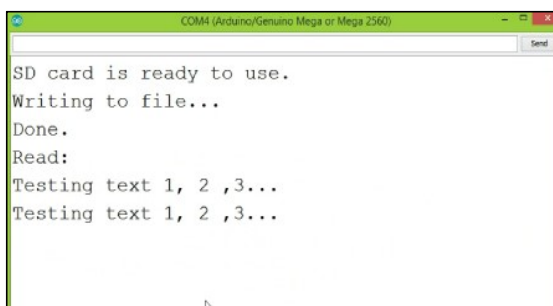 COM4 (Arduino/Genuino Mega or Mega 2560)
Send
SD card is ready to use.
Writing to file...
Done.
Read:
Testing text 1, 2 ,3...
Testing text 1, 2 ,3...